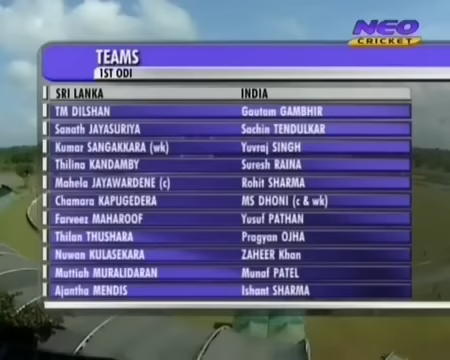 NEO
CRICKET
TEAMS
1ST ODI
SRI LANKA INDIA
TM DILSHAN Gautam GAMBHIR
Sanath JAYASURIYA Sachin TENDULKAR
Kumar SANGAKKARA (wk) Yuvraj SINGH
Thilina KANDAMBY Suresh RAINA
Mahela JAYAWARDENE (c) Rohit SHARMA
Chamara KAPUGEDERA MS DHONI (c & wk)
Farveez MAHAROOF Yusuf PATHAN
Thilan THUSHARA Pragyan OJHA
Nuwan KULASEKARA ZAHEER Khan
Muttiah MURALIDARAN Munaf PATEL
Ajantha MENDIS Ishant SHARMA